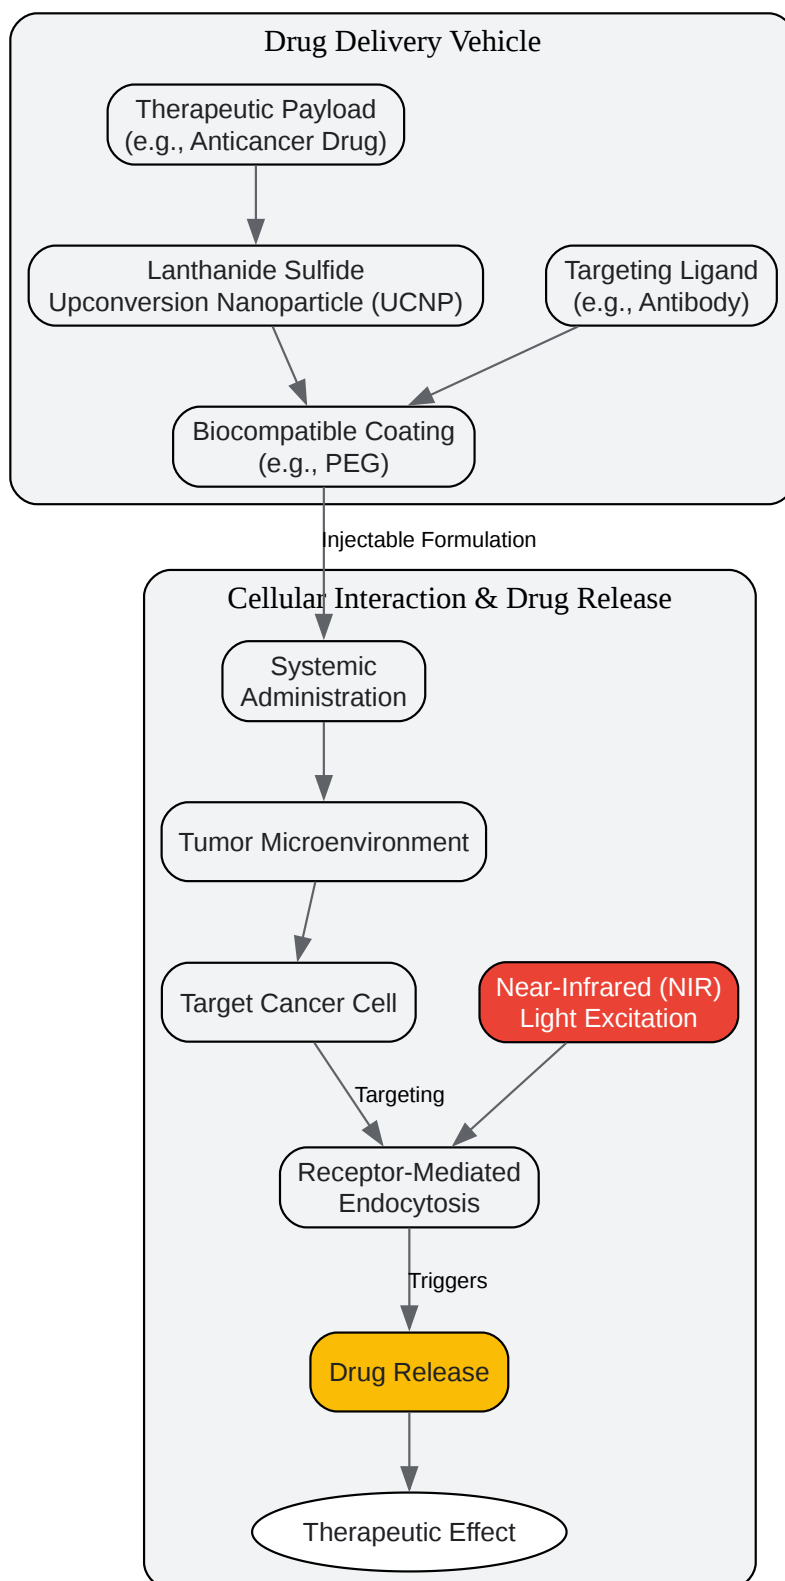 Drug Delivery Vehicle
Therapeutic Payload
(e.g., Anticancer Drug)
Lanthanide Sulfide
Upconversion Nanoparticle (UCNP)
Targeting Ligand
(e.g., Antibody)
Biocompatible Coating
(e.g., PEG)
Injectable Formulation
Cellular Interaction & Drug Release
Systemic
Administration
Tumor Microenvironment
Target Cancer Cell
Near-Infrared (NIR)
Light Excitation
Targeting
Receptor-Mediated
Endocytosis
Triggers
Drug Release
Therapeutic Effect